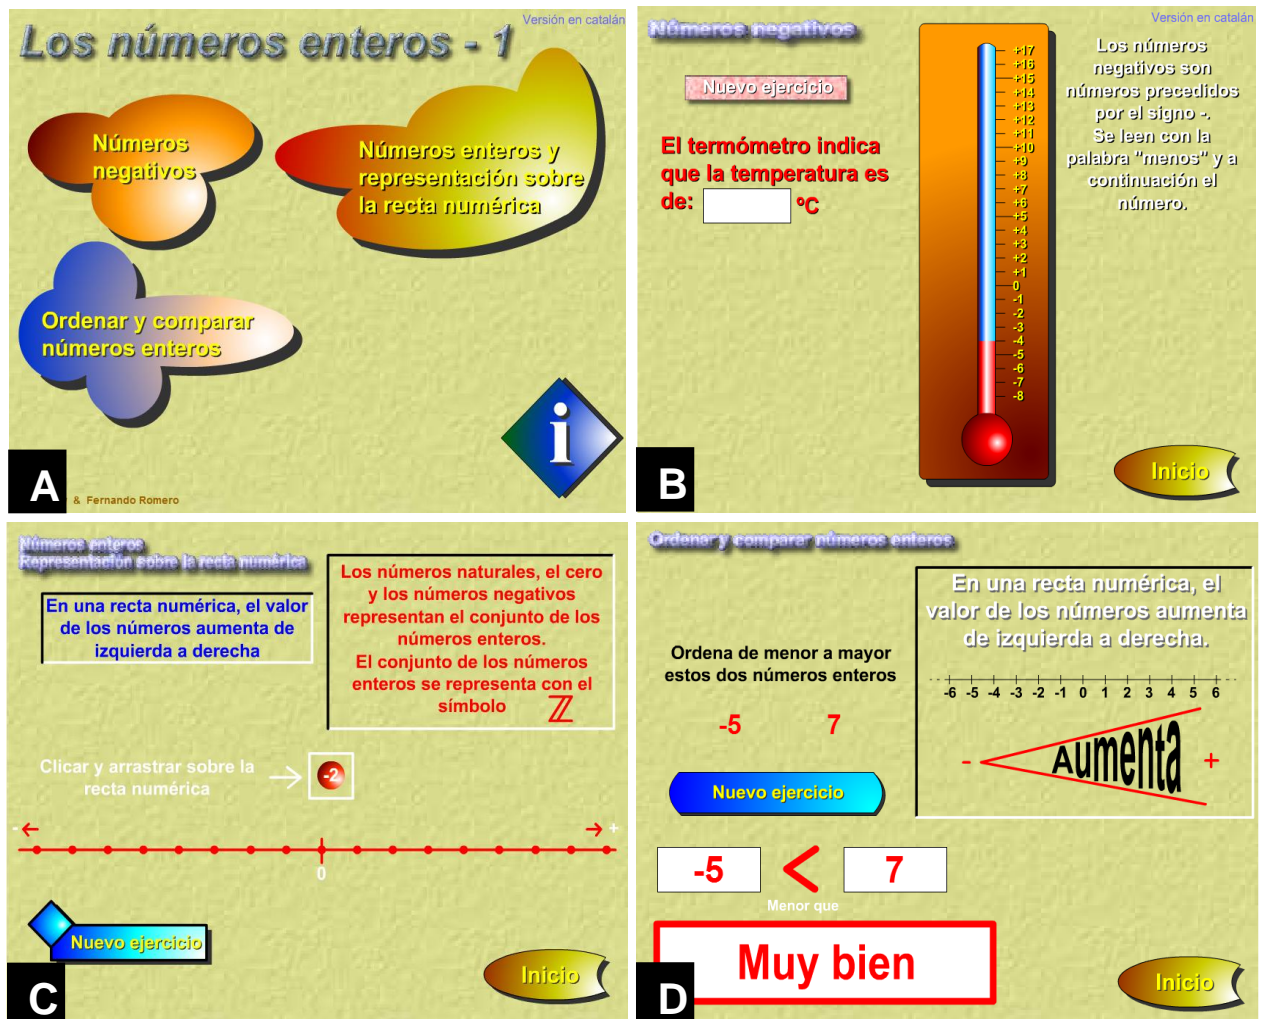 Versión en catalán
Los números enteros - 1
Números
negativos
Números enteros y
representación sobre
la recta numérica
Ordenar y comparar
números enteros
i
A
& Fernando Romero
Versión en catalán
Números negativos
Nuevo ejercicio
El termómetro indica
que la temperatura es
de:
ºC
+17
+16
+15
+14
+13
+12
+11
+10
+9
+8
+7
+6
+5
+4
+3
+2
+1
0
-1
-2
-3
-4
-5
-6
-7
-8
Los números
negativos son
números precedidos
por el signo -.
Se leen con la
palabra "menos" y a
continuación el
número.
Inicio
B
Números enteros
Representación sobre la recta numérica
En una recta numérica, el valor
de los números aumenta de
izquierda a derecha
Los números naturales, el cero
y los números negativos
representan el conjunto de los
números enteros.
El conjunto de los números
enteros se representa con el
símbolo ℤ
Clicar y arrastrar sobre la
recta numérica
-2
- +
0
Nuevo ejercicio
Inicio
C
Ordenar y comparar números enteros
En una recta numérica, el
valor de los números aumenta
de izquierda a derecha.
-6 -5 -4 -3 -2 -1 0 1 2 3 4 5 6
- Aumenta +
Ordena de menor a mayor
estos dos números enteros
-5 7
Nuevo ejercicio
-5 < 7
Menor que
Muy bien
Inicio
D